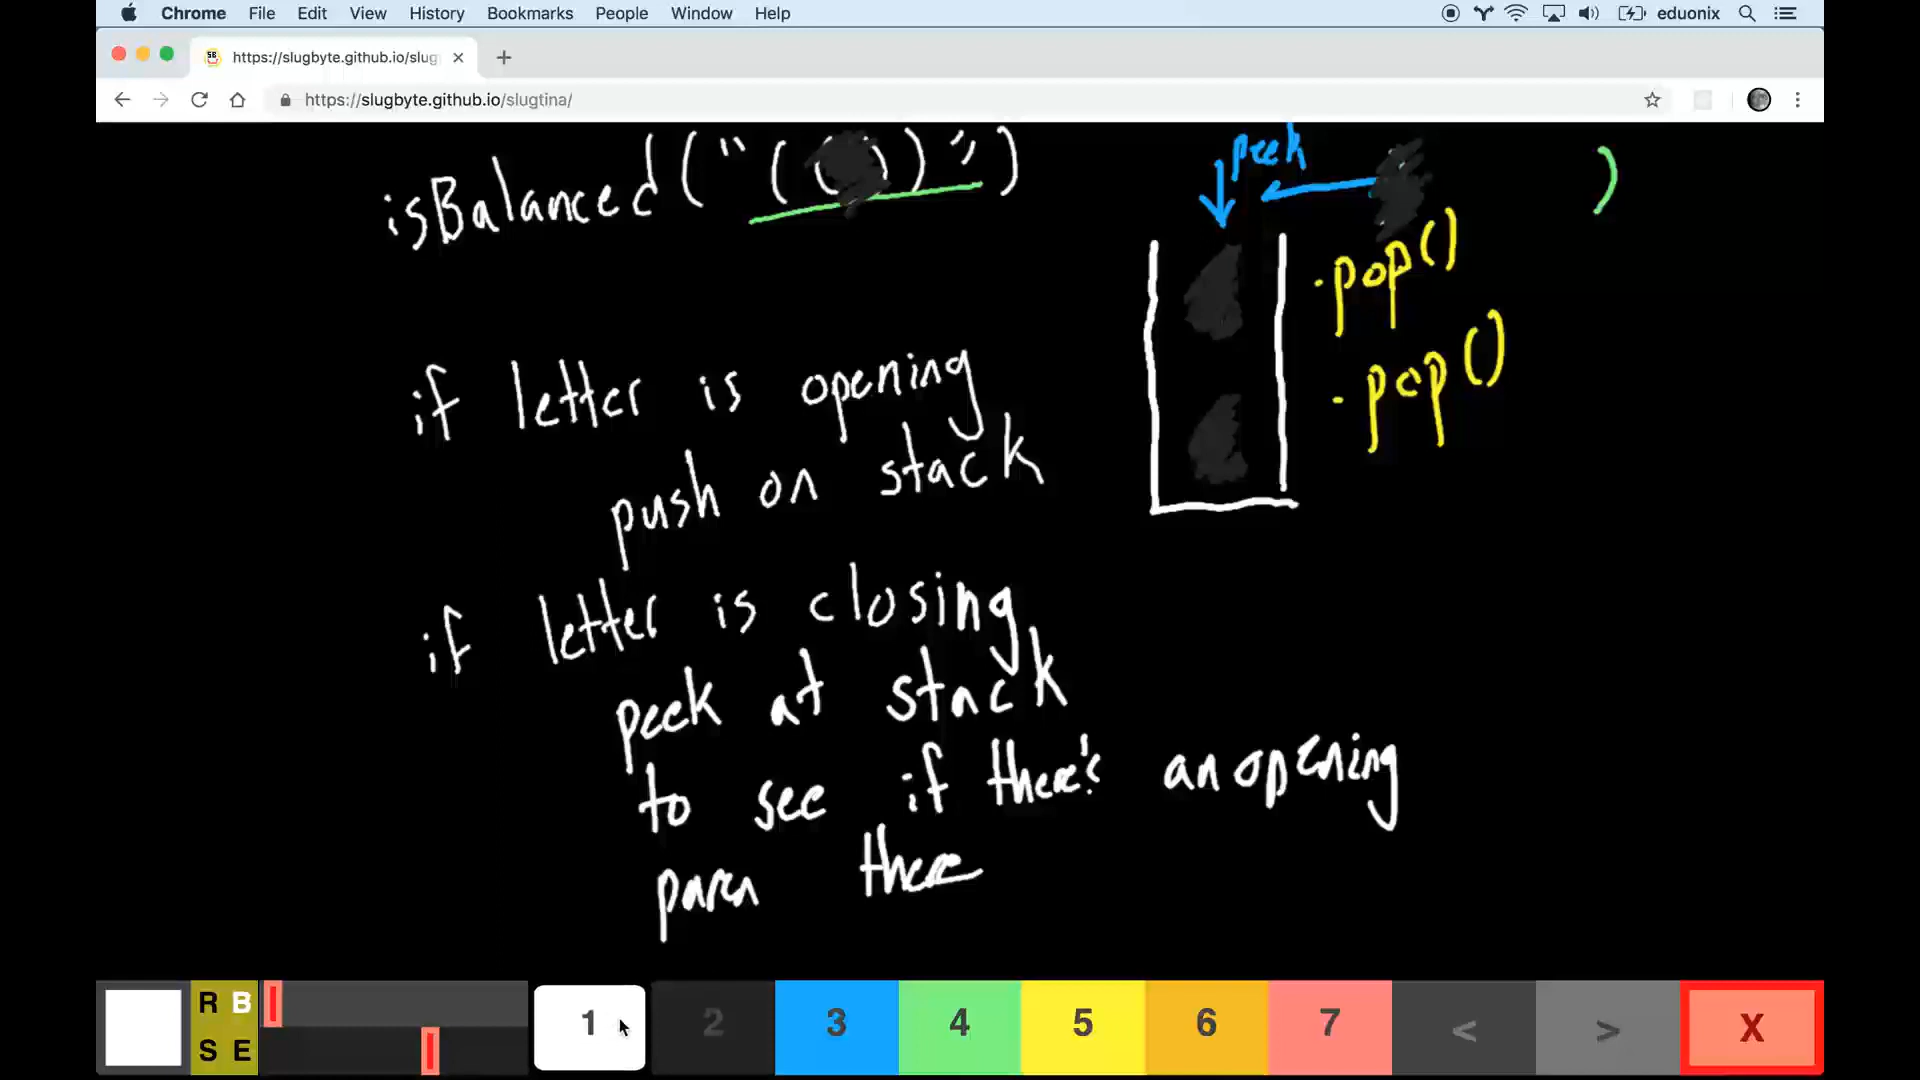 Chrome File Edit View History Bookmarks People Window Help eduonix
https://slugbyte.github.io/slug
https://slugbyte.github.io/slugtina/
isBalanced("(( ))")
peek
)
.pop()
.pop()
if letter is opening
push on stack
if letter is closing
peek at stack
to see if there's an opening
paren there
R B
S E
1 2 3 4 5 6 7 < > X